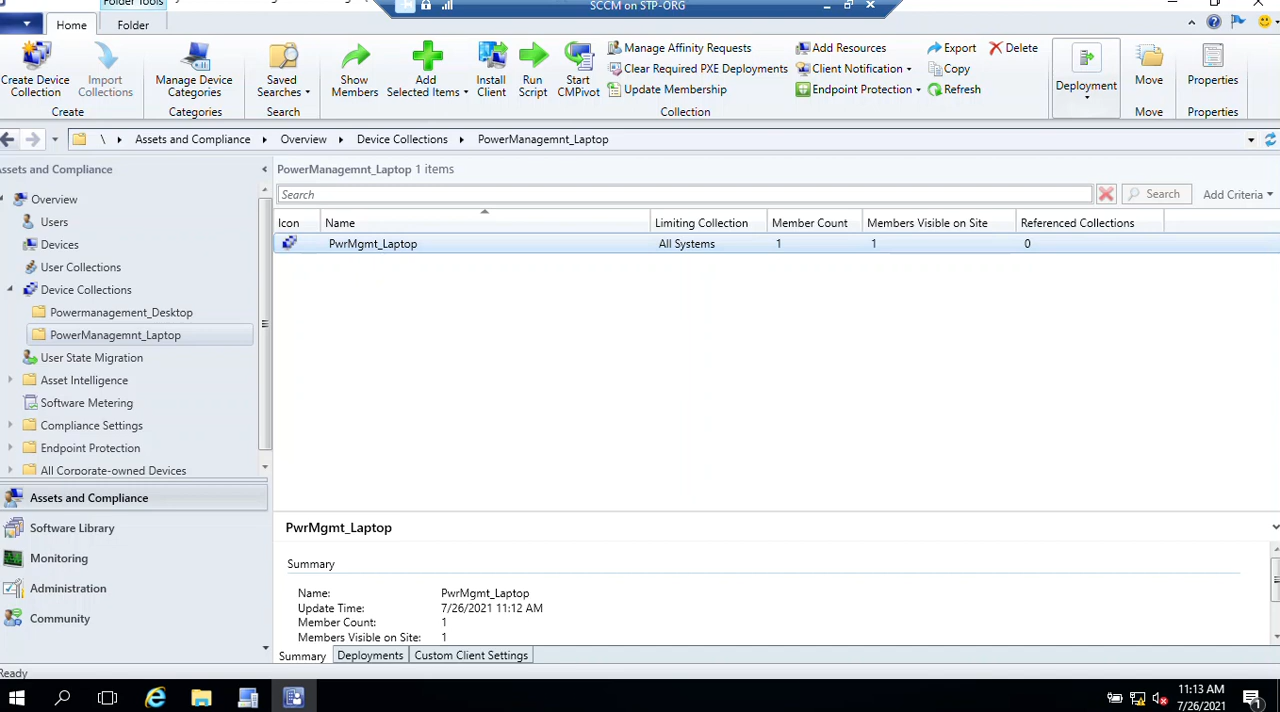 Folder Tools
SCCM on STP-ORG
Home
Folder
Create Device Collection
Import Collections
Create
Manage Device Categories
Categories
Saved Searches
Search
Show Members
Add Selected Items
Install Client
Run Script
Start CMPivot
Manage Affinity Requests
Clear Required PXE Deployments
Update Membership
Add Resources
Client Notification
Endpoint Protection
Export
Copy
Refresh
Delete
Collection
Deployment
Move
Move
Properties
Properties
\ Assets and Compliance Overview Device Collections PowerManagemnt_Laptop
ssets and Compliance
Overview
Users
Devices
User Collections
Device Collections
Powermanagement_Desktop
PowerManagemnt_Laptop
User State Migration
Asset Intelligence
Software Metering
Compliance Settings
Endpoint Protection
All Corporate-owned Devices
Assets and Compliance
Software Library
Monitoring
Administration
Community
PowerManagemnt_Laptop 1 items
Search
Search
Add Criteria
Icon Name Limiting Collection Member Count Members Visible on Site Referenced Collections
PwrMgmt_Laptop All Systems 1 1 0
PwrMgmt_Laptop
Summary
Name: PwrMgmt_Laptop
Update Time: 7/26/2021 11:12 AM
Member Count: 1
Members Visible on Site: 1
Summary Deployments Custom Client Settings
Ready
11:13 AM
7/26/2021
1